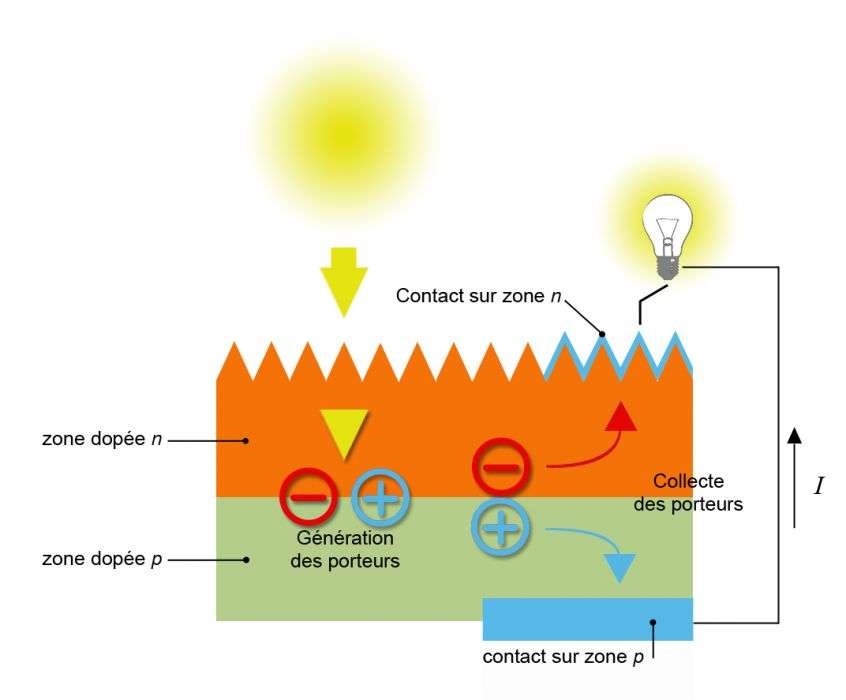 Contact sur zone n
zone dopée n
Collecte
des porteurs
I
Génération
des porteurs
zone dopée p
contact sur zone p